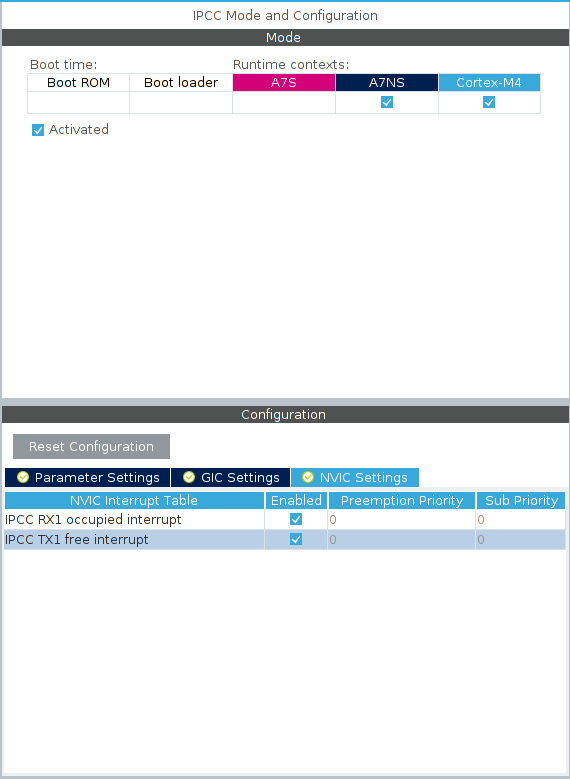 IPCC Mode and Configuration
Mode
Boot time: Runtime contexts:
Boot ROM Boot loader A7S A7NS Cortex-M4
Activated
Configuration
Reset Configuration
Parameter Settings GIC Settings NVIC Settings
NVIC Interrupt Table Enabled Preemption Priority Sub Priority
IPCC RX1 occupied interrupt 0 0
IPCC TX1 free interrupt 0 0